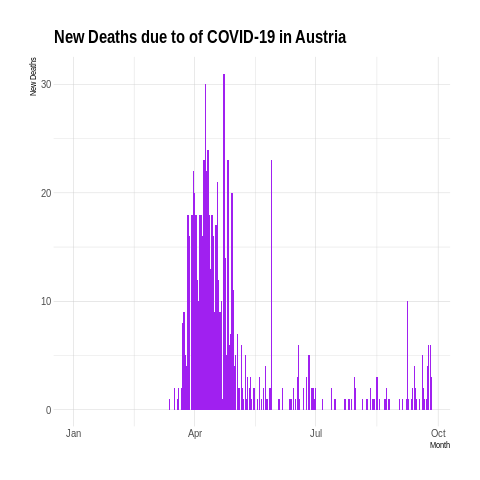 New Deaths due to of COVID-19 in Austria
New Deaths
30
20
10
0
Jan Apr Jul Oct
Month